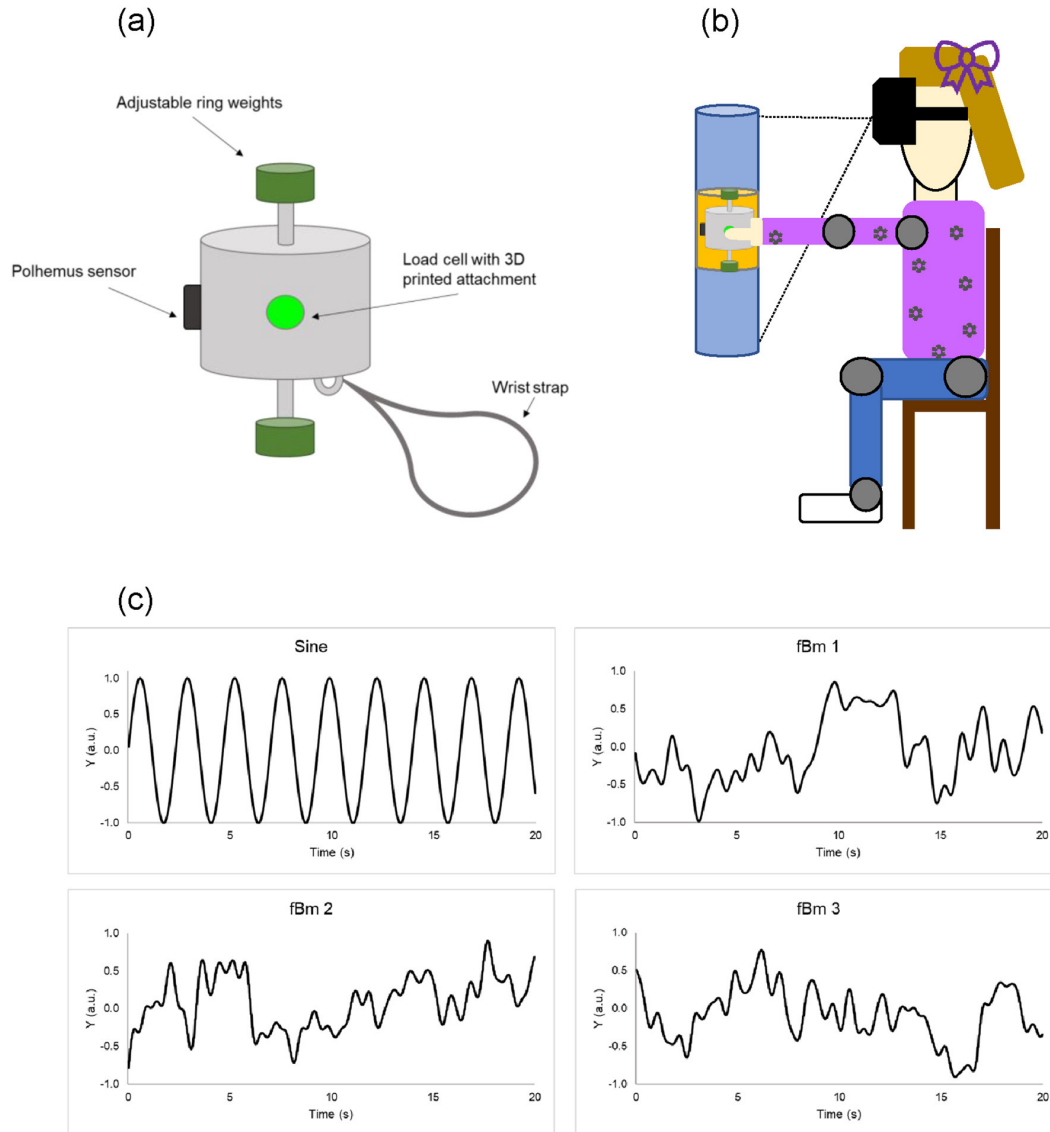 (a)
(b)
Adjustable ring weights
Polhemus sensor
Load cell with 3D
printed attachment
Wrist strap
(c)
Sine
1.0
0.5
0.0
-0.5
-1.0
Y (a.u.)
0 5 10 15 20
Time (s)
fBm 1
1.0
0.5
0.0
-0.5
-1.0
Y (a.u.)
0 5 10 15 20
Time (s)
fBm 2
1.0
0.5
0.0
-0.5
-1.0
Y (a.u.)
0 5 10 15 20
Time (s)
fBm 3
1.0
0.5
0.0
-0.5
-1.0
Y (a.u.)
0 5 10 15 20
Time (s)